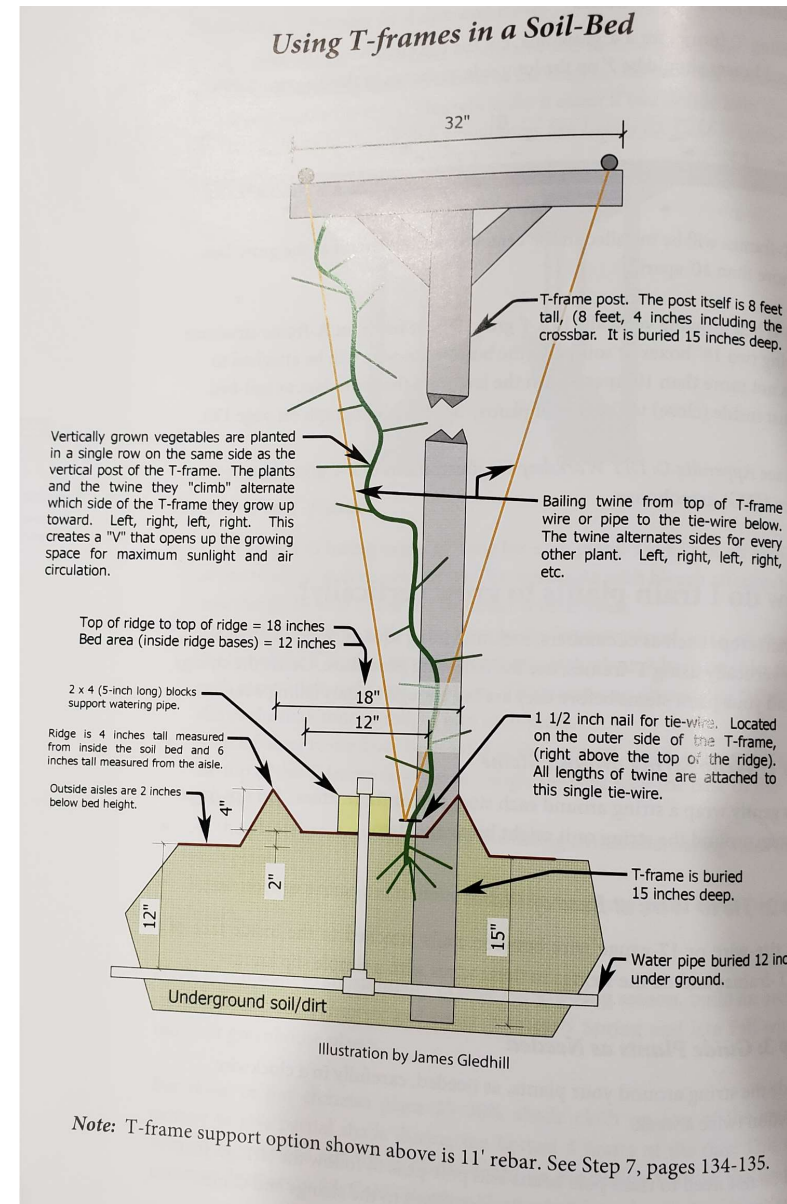 Using T-frames in a Soil-Bed
32"
T-frame post. The post itself is 8 feet
tall, (8 feet, 4 inches including the
crossbar. It is buried 15 inches deep.
Vertically grown vegetables are planted
in a single row on the same side as the
vertical post of the T-frame. The plants
and the twine they "climb" alternate
which side of the T-frame they grow up
toward. Left, right, left, right. This
creates a "V" that opens up the growing
space for maximum sunlight and air
circulation.
Bailing twine from top of T-frame
wire or pipe to the tie-wire below.
The twine alternates sides for every
other plant. Left, right, left, right,
etc.
Top of ridge to top of ridge = 18 inches
Bed area (inside ridge bases) = 12 inches
18"
12"
2 x 4 (5-inch long) blocks
support watering pipe.
Ridge is 4 inches tall measured
from inside the soil bed and 6
inches tall measured from the aisle.
Outside aisles are 2 inches
below bed height.
1 1/2 inch nail for tie-wire. Located
on the outer side of the T-frame,
(right above the top of the ridge).
All lengths of twine are attached to
this single tie-wire.
4"
2"
12"
15"
T-frame is buried
15 inches deep.
Water pipe buried 12 inc
under ground.
Underground soil/dirt
Illustration by James Gledhill
Note: T-frame support option shown above is 11' rebar. See Step 7, pages 134-135.